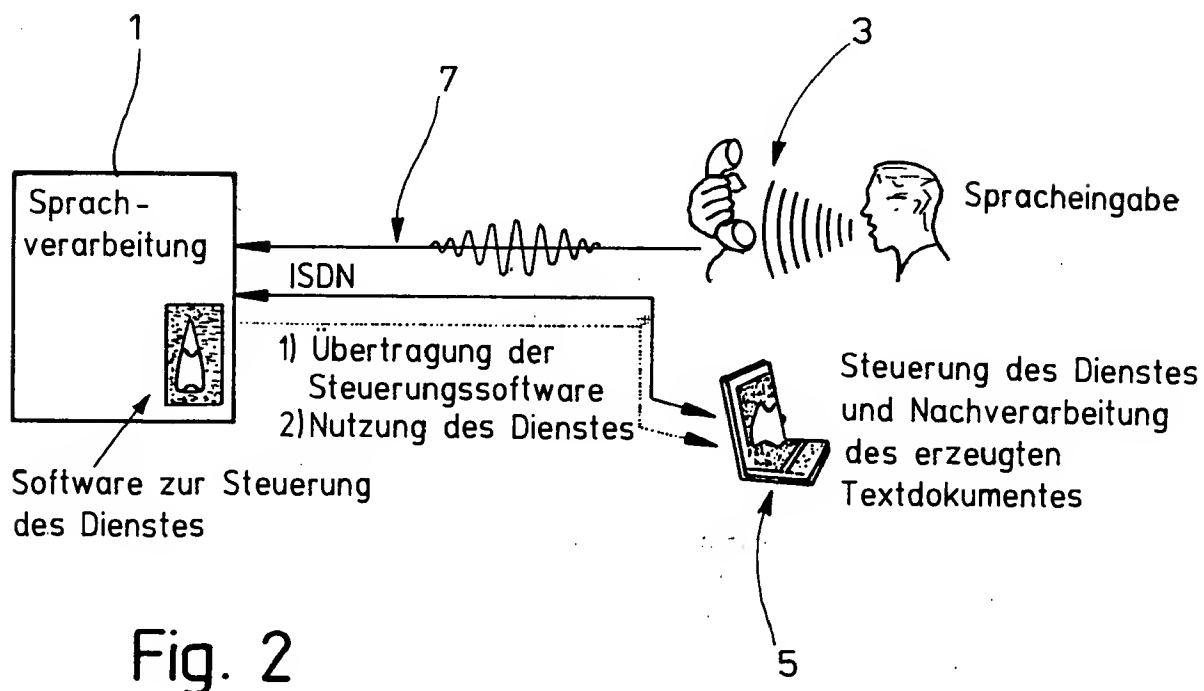 1
7
3
Sprach-
verarbeitung
Spracheingabe
ISDN
1) Übertragung der
Steuerungssoftware
2) Nutzung des Dienstes
Steuerung des Dienstes
und Nachverarbeitung
des erzeugten
Textdokumentes
Software zur Steuerung
des Dienstes
5
Fig. 2